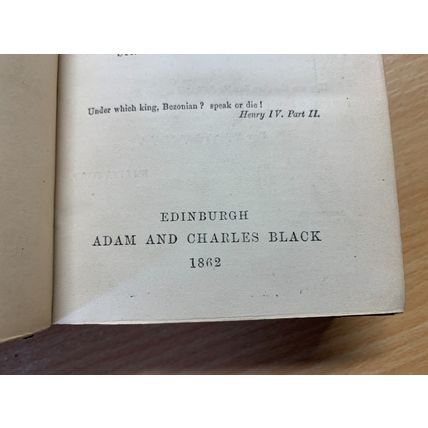 Under which king, Bezonian? speak or die!
Henry IV. Part II.
EDINBURGH
ADAM AND CHARLES BLACK
1862